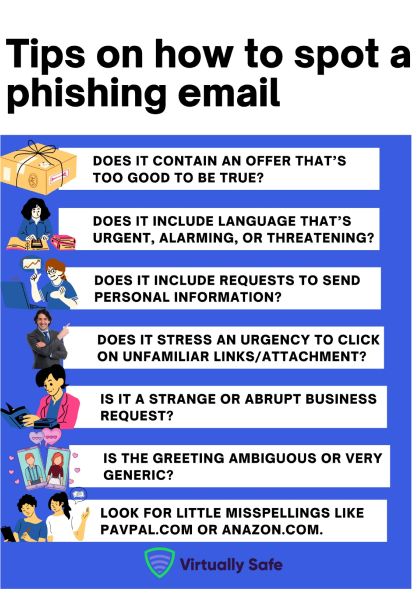 Tips on how to spot a
phishing email
DOES IT CONTAIN AN OFFER THAT'S
TOO GOOD TO BE TRUE?
DOES IT INCLUDE LANGUAGE THAT'S
URGENT, ALARMING, OR THREATENING?
DOES IT INCLUDE REQUESTS TO SEND
PERSONAL INFORMATION?
DOES IT STRESS AN URGENCY TO CLICK
ON UNFAMILIAR LINKS/ATTACHMENT?
IS IT A STRANGE OR ABRUPT BUSINESS
REQUEST?
IS THE GREETING AMBIGUOUS OR VERY
GENERIC?
LOOK FOR LITTLE MISSPELLINGS LIKE
PAVPAL.COM OR ANAZON.COM.
Virtually Safe